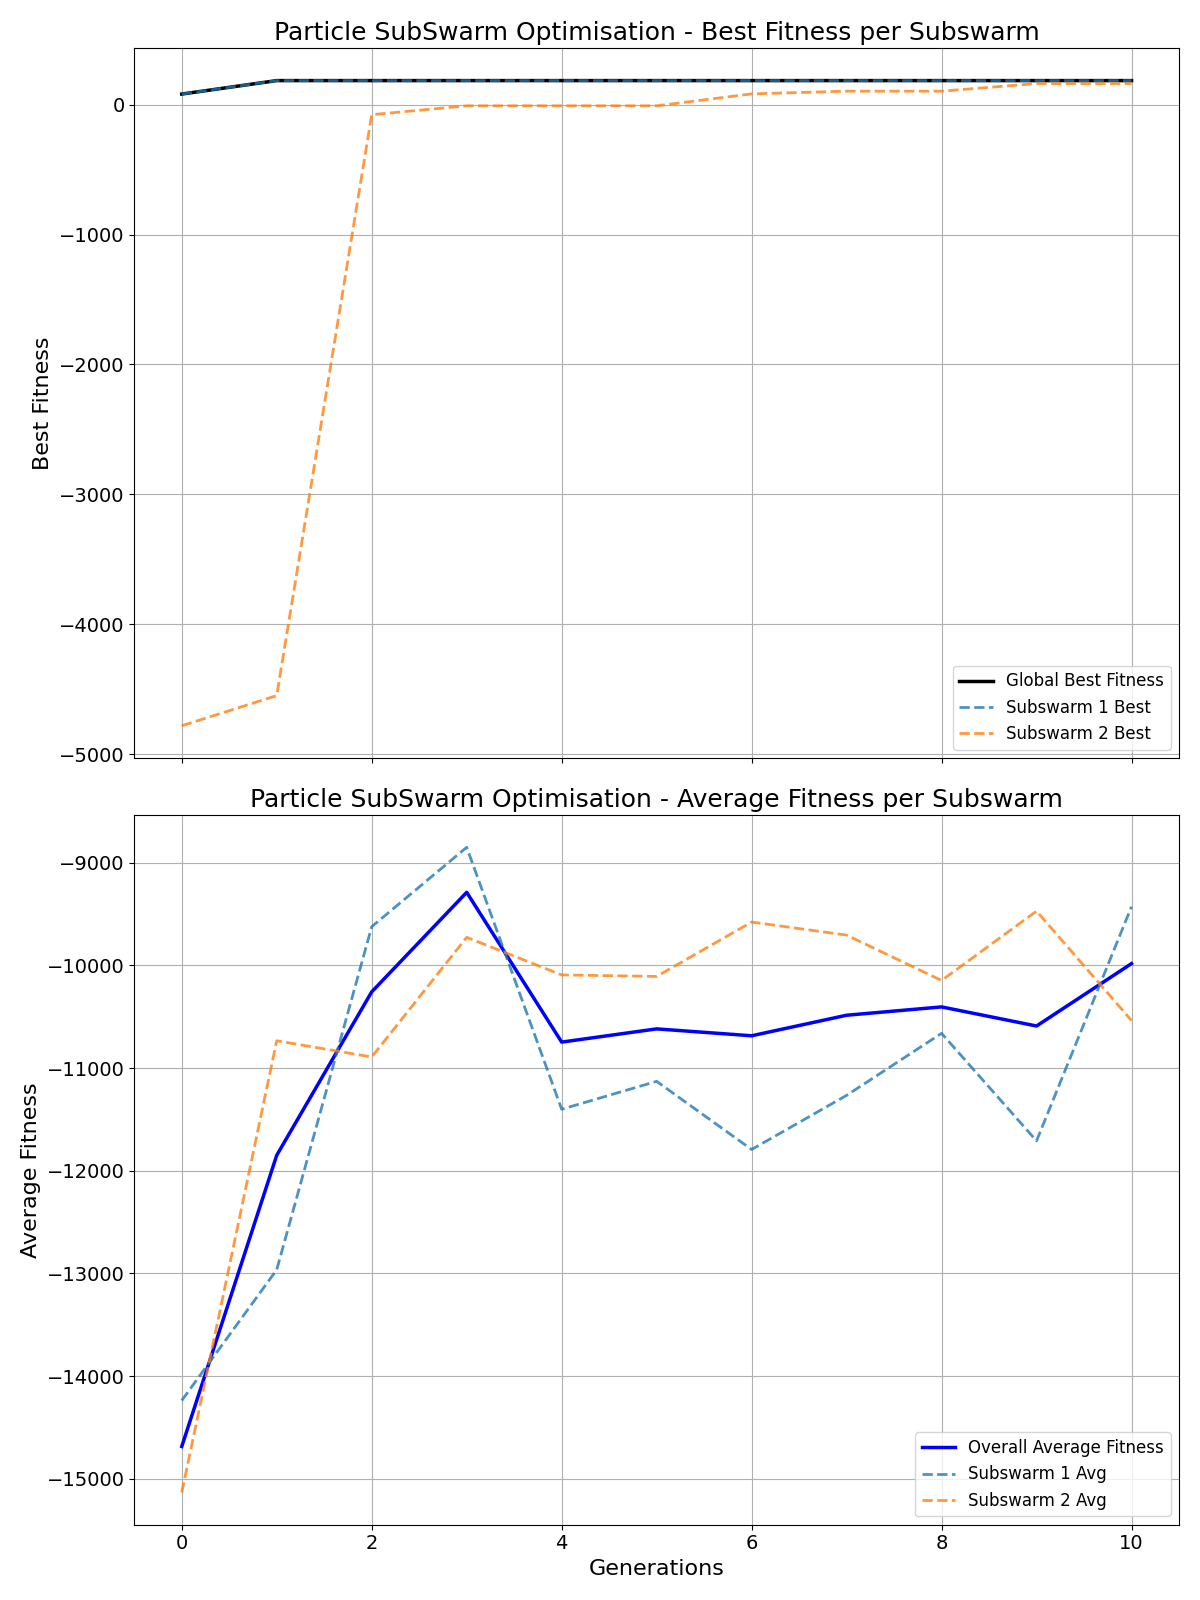 Particle SubSwarm Optimisation - Best Fitness per Subswarm
0
−1000
−2000
−3000
−4000
−5000
Best Fitness
Global Best Fitness
Subswarm 1 Best
Subswarm 2 Best
Particle SubSwarm Optimisation - Average Fitness per Subswarm
−9000
−10000
−11000
−12000
−13000
−14000
−15000
Average Fitness
Overall Average Fitness
Subswarm 1 Avg
Subswarm 2 Avg
0 2 4 6 8 10
Generations